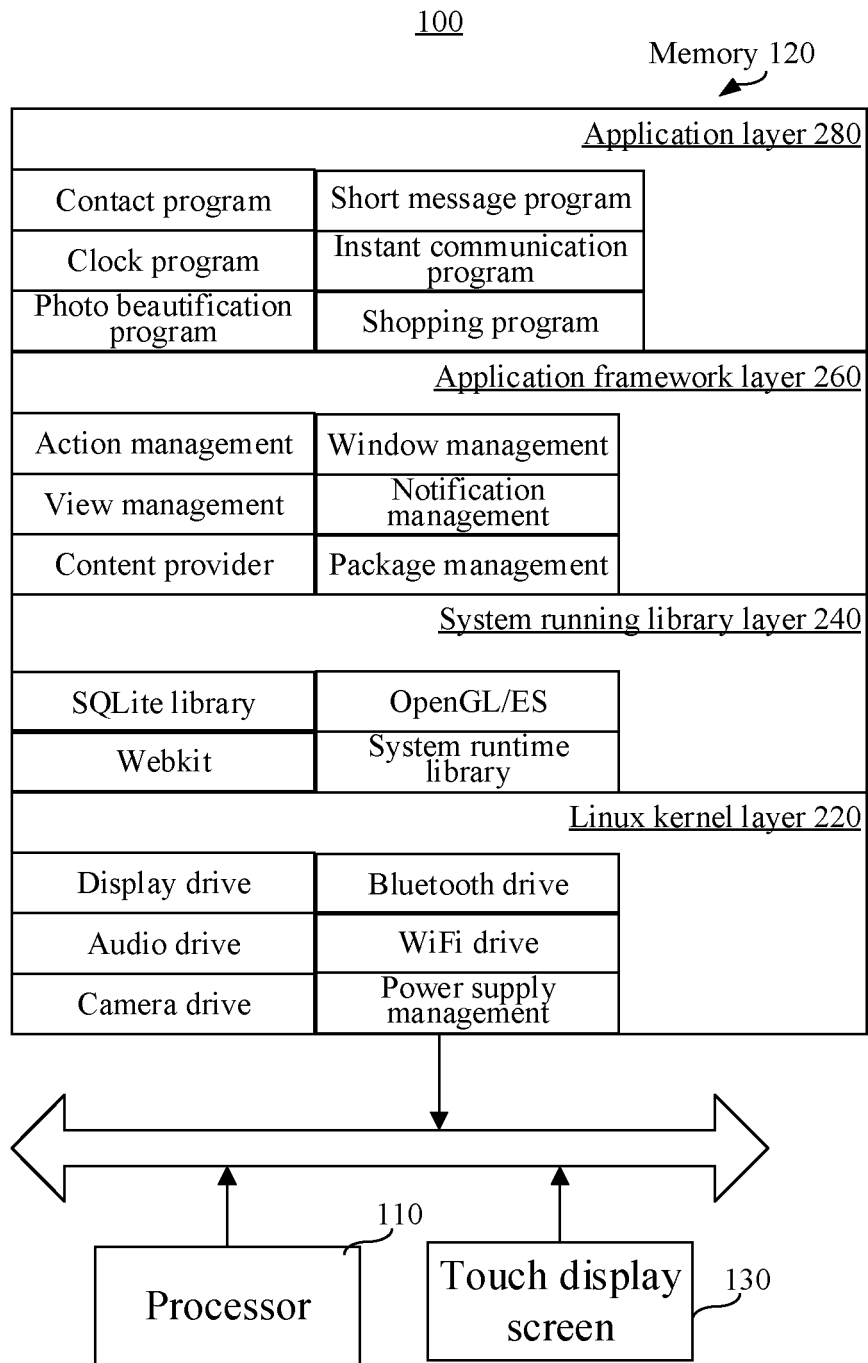 100
Memory 120
Application layer 280
Contact program
Short message program
Clock program
Instant communication
program
Photo beautification
program
Shopping program
Application framework layer 260
Action management
Window management
View management
Notification
management
Content provider
Package management
System running library layer 240
SQLite library
OpenGL/ES
Webkit
System runtime
library
Linux kernel layer 220
Display drive
Bluetooth drive
Audio drive
WiFi drive
Camera drive
Power supply
management
110
Processor
Touch display
screen
130